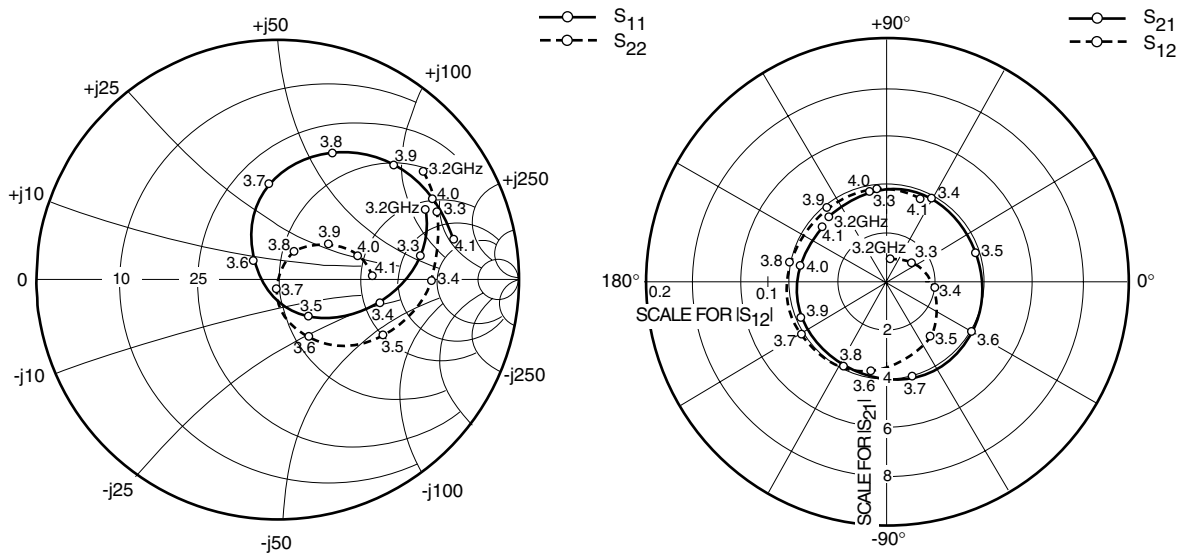 S11
S22
+j50
+j25
+j100
+j10
+j250
0
10
25
-j10
-j250
-j25
-j100
-j50
3.8
3.9
3.2GHz
3.7
4.0
3.2GHz
3.3
3.9
3.8
4.0
3.3
4.1
3.6
4.1
3.4
3.7
3.5
3.4
3.6
3.5
S21
S12
+90°
180°
0°
-90°
0.2
0.1
SCALE FOR |S12|
SCALE FOR |S21|
2
4
6
8
4.0
3.3
3.4
3.9
4.1
3.2GHz
4.1
3.2GHz
3.3
3.5
3.8
4.0
3.4
3.9
3.7
3.5
3.6
3.8
3.6
3.7